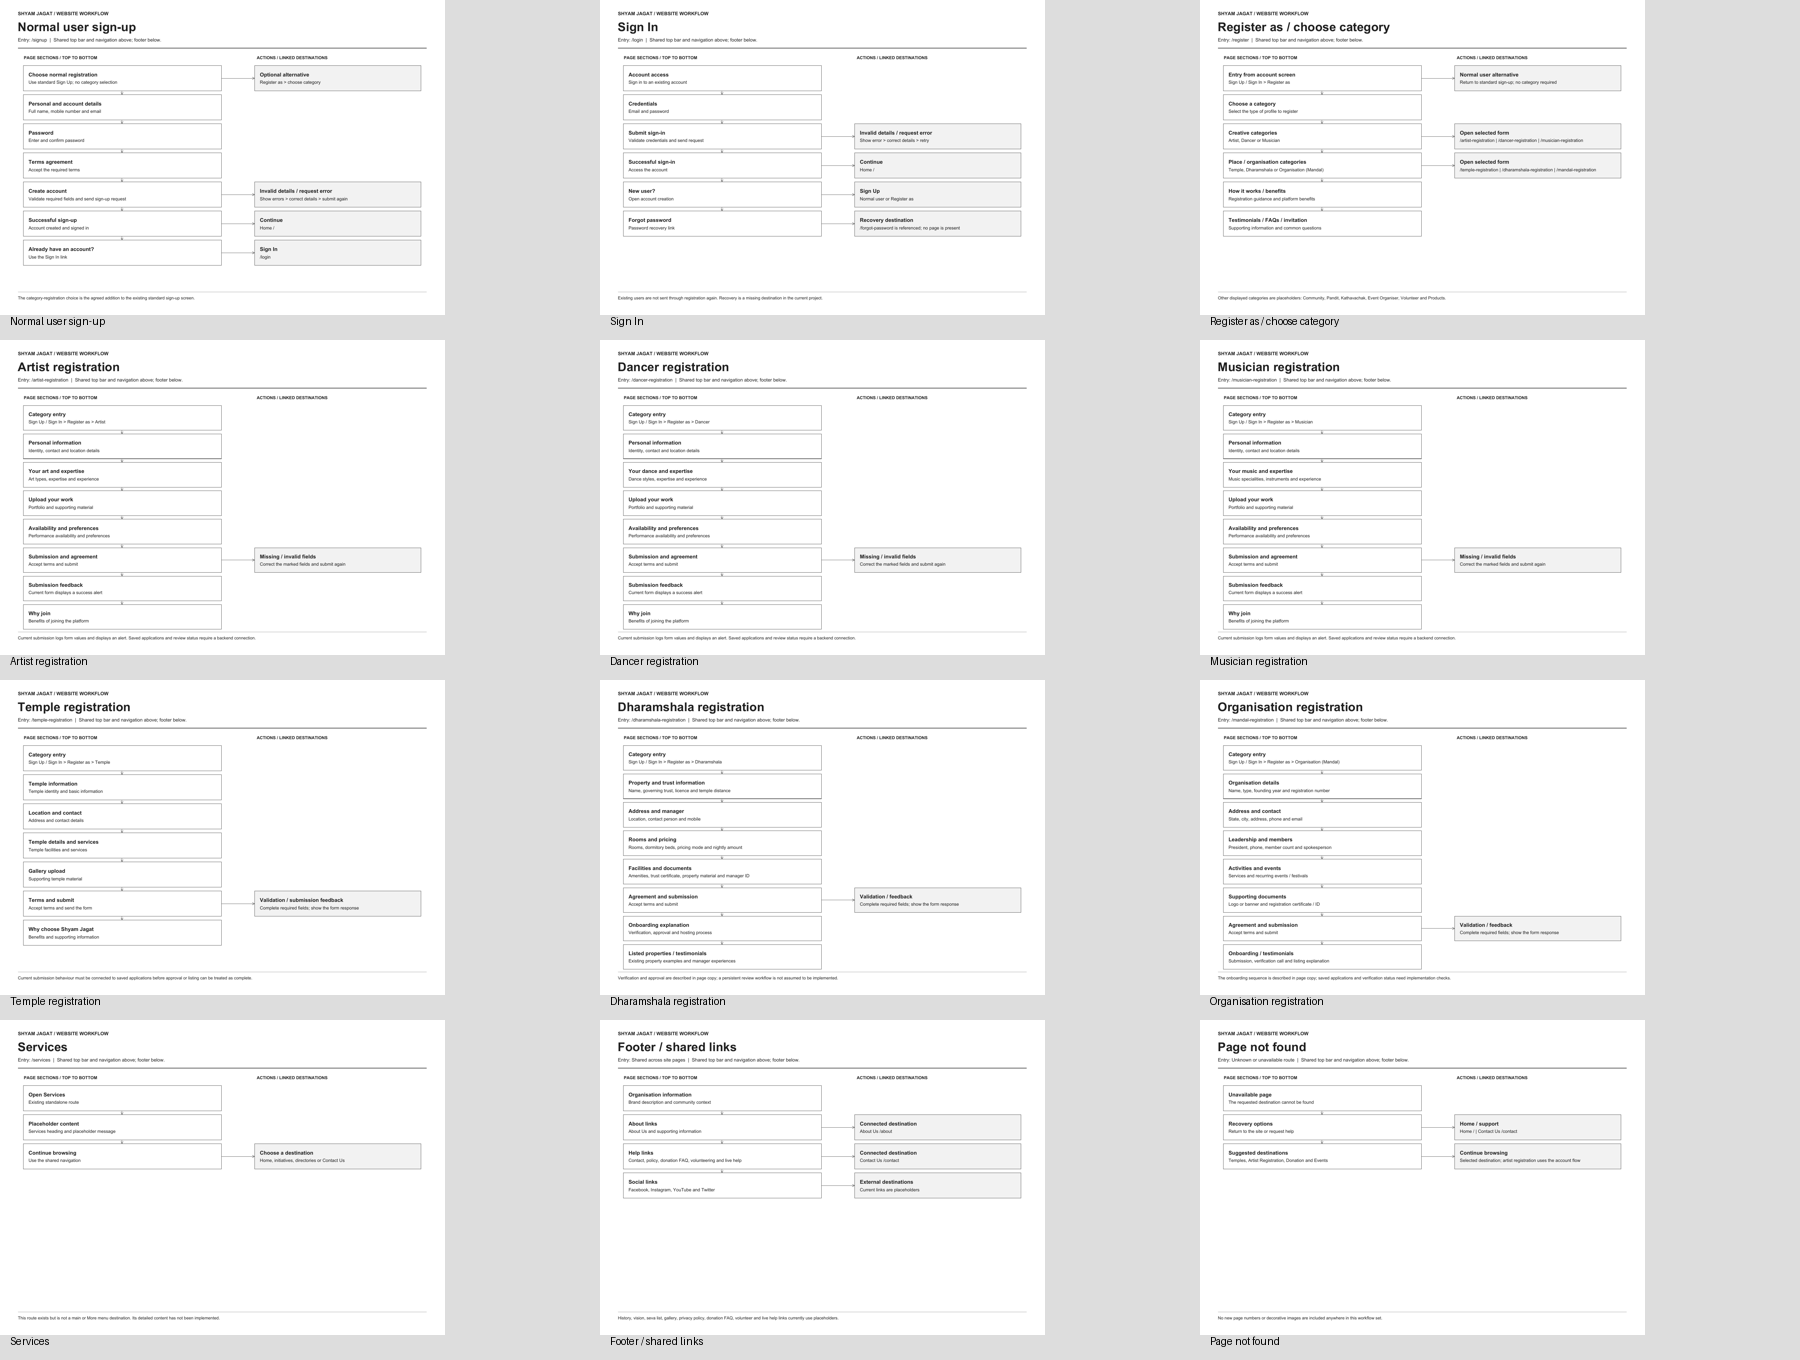 SHYAM JAGAT / WEBSITE WORKFLOW
Normal user sign-up
Entry: /signup | Shared top bar and navigation above; footer below.
PAGE SECTIONS / TOP TO BOTTOM
ACTIONS / LINKED DESTINATIONS
Choose normal registration
Use standard Sign Up; no category selection
Optional alternative
Register as > choose category
Personal and account details
Full name, mobile number and email
Password
Enter and confirm password
Terms agreement
Accept the required terms
Create account
Validate required fields and send sign-up request
Invalid details / request error
Show errors > correct details > submit again
Successful sign-up
Account created and signed in
Continue
Home /
Already have an account?
Use the Sign In link
Sign In
/login
The category-registration choice is the agreed addition to the existing standard sign-up screen.
Normal user sign-up
SHYAM JAGAT / WEBSITE WORKFLOW
Sign In
Entry: /login | Shared top bar and navigation above; footer below.
PAGE SECTIONS / TOP TO BOTTOM
ACTIONS / LINKED DESTINATIONS
Account access
Sign in to an existing account
Credentials
Email and password
Submit sign-in
Validate credentials and send request
Invalid details / request error
Show error > correct details > retry
Successful sign-in
Access the account
Continue
Home /
New user?
Open account creation
Sign Up
Normal user or Register as
Forgot password
Password recovery link
Recovery destination
/forgot-password is referenced; no page is present
Existing users are not sent through registration again. Recovery is a missing destination in the current project.
Sign In
SHYAM JAGAT / WEBSITE WORKFLOW
Register as / choose category
Entry: /register | Shared top bar and navigation above; footer below.
PAGE SECTIONS / TOP TO BOTTOM
ACTIONS / LINKED DESTINATIONS
Entry from account screen
Sign Up / Sign In > Register as
Normal user alternative
Return to standard sign-up; no category required
Choose a category
Select the type of profile to register
Creative categories
Artist, Dancer or Musician
Open selected form
/artist-registration | /dancer-registration | /musician-registration
Place / organisation categories
Temple, Dharamshala or Organisation (Mandal)
Open selected form
/temple-registration | /dharamshala-registration | /mandal-registration
How it works / benefits
Registration guidance and platform benefits
Testimonials / FAQs / invitation
Supporting information and common questions
Other displayed categories are placeholders: Community, Pandit, Kathavachak, Event Organiser, Volunteer and Products.
Register as / choose category
SHYAM JAGAT / WEBSITE WORKFLOW
Artist registration
Entry: /artist-registration | Shared top bar and navigation above; footer below.
PAGE SECTIONS / TOP TO BOTTOM
ACTIONS / LINKED DESTINATIONS
Category entry
Sign Up / Sign In > Register as > Artist
Personal information
Identity, contact and location details
Your art and expertise
Art types, expertise and experience
Upload your work
Portfolio and supporting material
Availability and preferences
Performance availability and preferences
Submission and agreement
Accept terms and submit
Missing / invalid fields
Correct the marked fields and submit again
Submission feedback
Current form displays a success alert
Why join
Benefits of joining the platform
Current submission logs form values and displays an alert. Saved applications and review status require a backend connection.
Artist registration
SHYAM JAGAT / WEBSITE WORKFLOW
Dancer registration
Entry: /dancer-registration | Shared top bar and navigation above; footer below.
PAGE SECTIONS / TOP TO BOTTOM
ACTIONS / LINKED DESTINATIONS
Category entry
Sign Up / Sign In > Register as > Dancer
Personal information
Identity, contact and location details
Your dance and expertise
Dance styles, expertise and experience
Upload your work
Portfolio and supporting material
Availability and preferences
Performance availability and preferences
Submission and agreement
Accept terms and submit
Missing / invalid fields
Correct the marked fields and submit again
Submission feedback
Current form displays a success alert
Why join
Benefits of joining the platform
Current submission logs form values and displays an alert. Saved applications and review status require a backend connection.
Dancer registration
SHYAM JAGAT / WEBSITE WORKFLOW
Musician registration
Entry: /musician-registration | Shared top bar and navigation above; footer below.
PAGE SECTIONS / TOP TO BOTTOM
ACTIONS / LINKED DESTINATIONS
Category entry
Sign Up / Sign In > Register as > Musician
Personal information
Identity, contact and location details
Your music and expertise
Music specialities, instruments and experience
Upload your work
Portfolio and supporting material
Availability and preferences
Performance availability and preferences
Submission and agreement
Accept terms and submit
Missing / invalid fields
Correct the marked fields and submit again
Submission feedback
Current form displays a success alert
Why join
Benefits of joining the platform
Current submission logs form values and displays an alert. Saved applications and review status require a backend connection.
Musician registration
SHYAM JAGAT / WEBSITE WORKFLOW
Temple registration
Entry: /temple-registration | Shared top bar and navigation above; footer below.
PAGE SECTIONS / TOP TO BOTTOM
ACTIONS / LINKED DESTINATIONS
Category entry
Sign Up / Sign In > Register as > Temple
Temple information
Temple identity and basic information
Location and contact
Address and contact details
Temple details and services
Temple facilities and services
Gallery upload
Supporting temple material
Terms and submit
Accept terms and send the form
Validation / submission feedback
Complete required fields; show the form response
Why choose Shyam Jagat
Benefits and supporting information
Current submission behaviour must be connected to saved applications before approval or listing can be treated as complete.
Temple registration
SHYAM JAGAT / WEBSITE WORKFLOW
Dharamshala registration
Entry: /dharamshala-registration | Shared top bar and navigation above; footer below.
PAGE SECTIONS / TOP TO BOTTOM
ACTIONS / LINKED DESTINATIONS
Category entry
Sign Up / Sign In > Register as > Dharamshala
Property and trust information
Name, governing trust, licence and temple distance
Address and manager
Location, contact person and mobile
Rooms and pricing
Rooms, dormitory beds, pricing mode and nightly amount
Facilities and documents
Amenities, trust certificate, property material and manager ID
Agreement and submission
Accept terms and submit
Validation / feedback
Complete required fields; show the form response
Onboarding explanation
Verification, approval and hosting process
Listed properties / testimonials
Existing property examples and manager experiences
Verification and approval are described in page copy; a persistent review workflow is not assumed to be implemented.
Dharamshala registration
SHYAM JAGAT / WEBSITE WORKFLOW
Organisation registration
Entry: /mandal-registration | Shared top bar and navigation above; footer below.
PAGE SECTIONS / TOP TO BOTTOM
ACTIONS / LINKED DESTINATIONS
Category entry
Sign Up / Sign In > Register as > Organisation (Mandal)
Organisation details
Name, type, founding year and registration number
Address and contact
State, city, address, phone and email
Leadership and members
President, phone, member count and spokesperson
Activities and events
Services and recurring events / festivals
Supporting documents
Logo or banner and registration certificate / ID
Agreement and submission
Accept terms and submit
Validation / feedback
Complete required fields; show the form response
Onboarding / testimonials
Submission, verification call and listing explanation
The onboarding sequence is described in page copy; saved applications and verification status need implementation checks.
Organisation registration
SHYAM JAGAT / WEBSITE WORKFLOW
Services
Entry: /services | Shared top bar and navigation above; footer below.
PAGE SECTIONS / TOP TO BOTTOM
ACTIONS / LINKED DESTINATIONS
Open Services
Existing standalone route
Placeholder content
Services heading and placeholder message
Continue browsing
Use the shared navigation
Choose a destination
Home, initiatives, directories or Contact Us
This route exists but is not a main or More menu destination. Its detailed content has not been implemented.
Services
SHYAM JAGAT / WEBSITE WORKFLOW
Footer / shared links
Entry: Shared across site pages | Shared top bar and navigation above; footer below.
PAGE SECTIONS / TOP TO BOTTOM
ACTIONS / LINKED DESTINATIONS
Organisation information
Brand description and community context
About links
About Us and supporting information
Connected destination
About Us /about
Help links
Contact, policy, donation FAQ, volunteering and live help
Connected destination
Contact Us /contact
Social links
Facebook, Instagram, YouTube and Twitter
External destinations
Current links are placeholders
History, vision, seva list, gallery, privacy policy, donation FAQ, volunteer and live help links currently use placeholders.
Footer / shared links
SHYAM JAGAT / WEBSITE WORKFLOW
Page not found
Entry: Unknown or unavailable route | Shared top bar and navigation above; footer below.
PAGE SECTIONS / TOP TO BOTTOM
ACTIONS / LINKED DESTINATIONS
Unavailable page
The requested destination cannot be found
Recovery options
Return to the site or request help
Home / support
Home / | Contact Us /contact
Suggested destinations
Temples, Artist Registration, Donation and Events
Continue browsing
Selected destination; artist registration uses the account flow
No new page numbers or decorative images are included anywhere in this workflow set.
Page not found